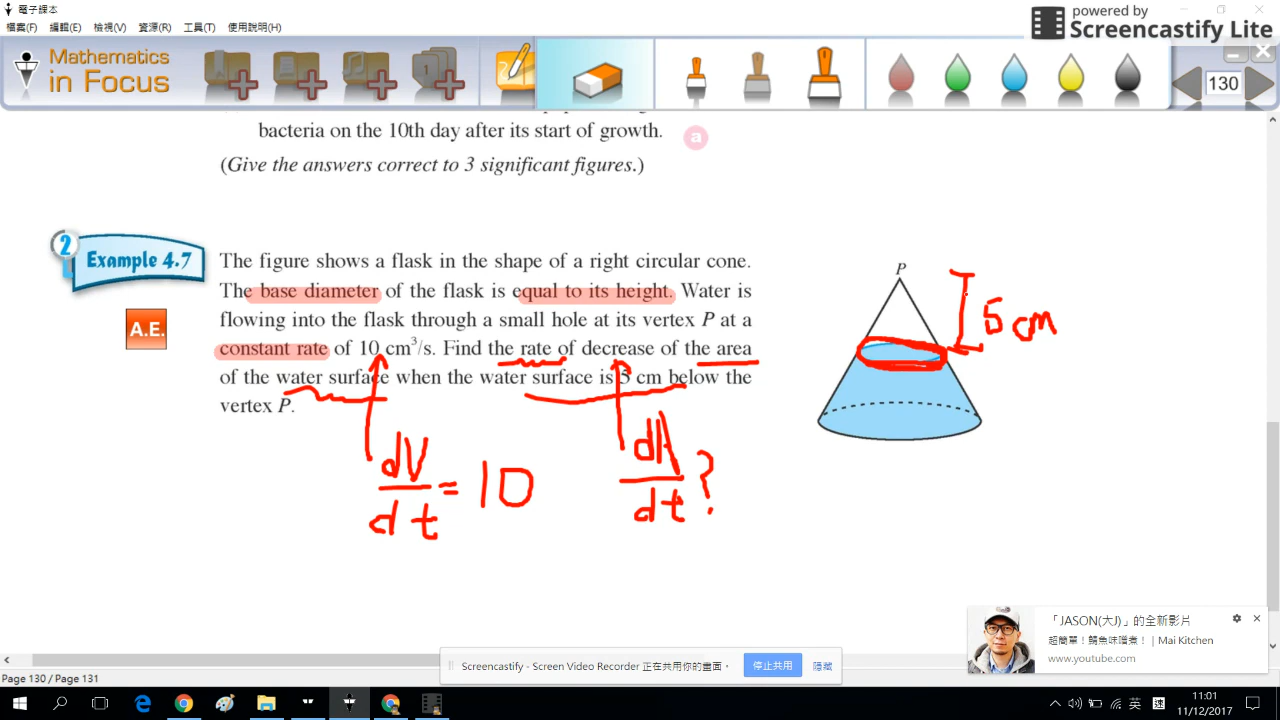 電子課本
檔案(F) 編輯(E) 檢視(V) 資源(R) 工具(T) 使用說明(H)
powered by
Screencastify Lite
Mathematics
in Focus
1
130
bacteria on the 10th day after its start of growth.
a
(Give the answers correct to 3 significant figures.)
2
Example 4.7
A.E.
The figure shows a flask in the shape of a right circular cone.
The base diameter of the flask is equal to its height. Water is
flowing into the flask through a small hole at its vertex P at a
constant rate of 10 cm³/s. Find the rate of decrease of the area
of the water surface when the water surface is 5 cm below the
vertex P.
P
5 cm
dV/dt = 10
dA/dt ?
「JASON(大J)」的全新影片
超簡單!鯛魚味噌煮! | Mai Kitchen
www.youtube.com
Screencastify - Screen Video Recorder 正在共用你的畫面。 停止共用 隱藏
Page 130 / Page 131
英
11:01
11/12/2017